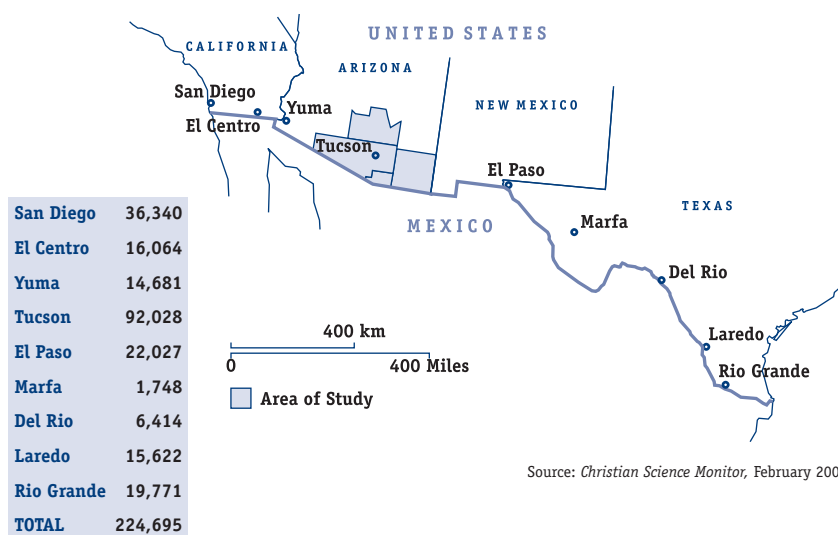 UNITED STATES
CALIFORNIA
ARIZONA
NEW MEXICO
San Diego
El Centro
Yuma
Tucson
El Paso
MEXICO
TEXAS
Marfa
Del Rio
Laredo
Rio Grande
San Diego 36,340
El Centro 16,064
Yuma 14,681
Tucson 92,028
El Paso 22,027
Marfa 1,748
Del Rio 6,414
Laredo 15,622
Rio Grande 19,771
TOTAL 224,695
400 km
0 400 Miles
Area of Study
Source: Christian Science Monitor, February